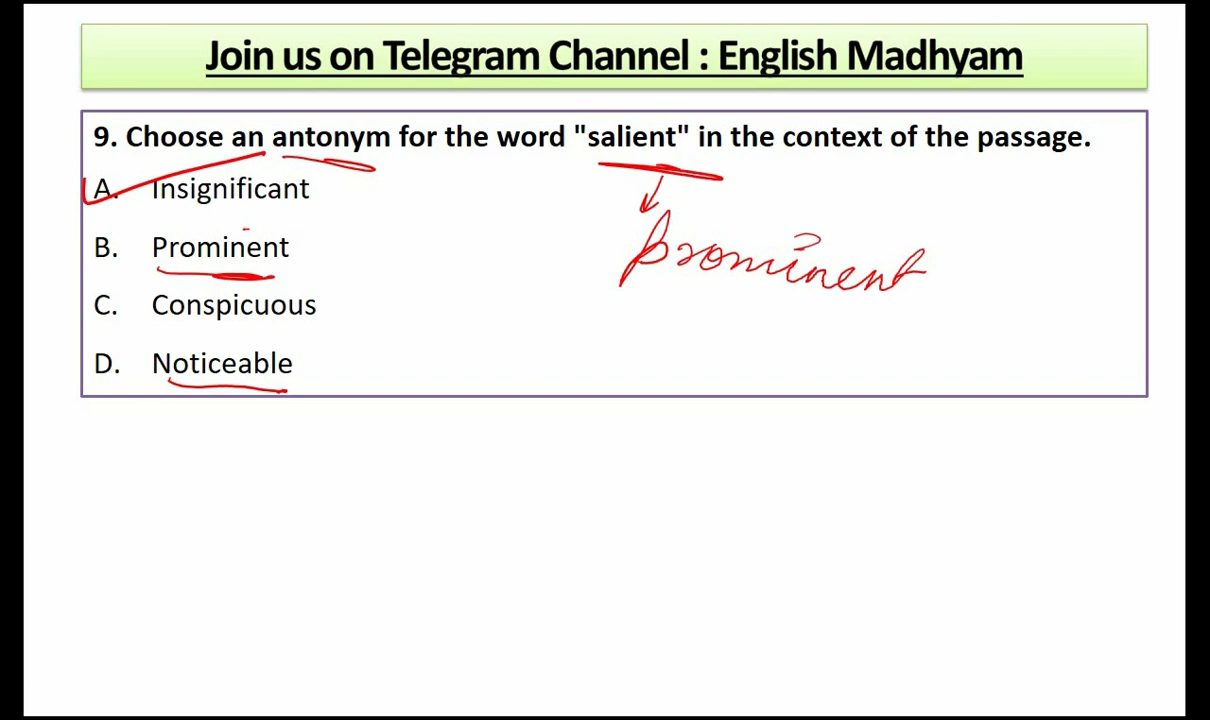 Join us on Telegram Channel : English Madhyam
9. Choose an antonym for the word "salient" in the context of the passage.
A. Insignificant
B. Prominent
Prominent
C. Conspicuous
D. Noticeable